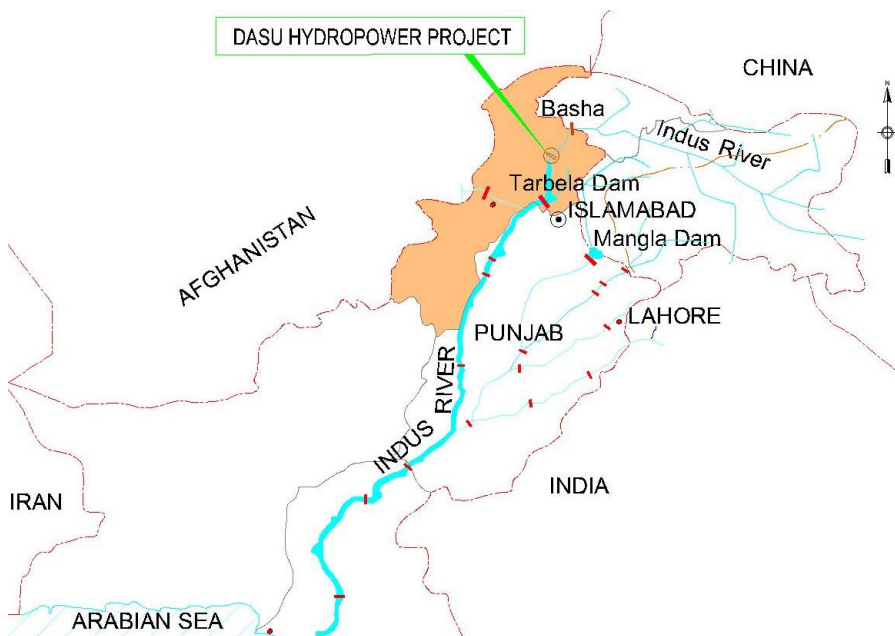 DASU HYDROPOWER PROJECT
CHINA
Basha
Indus River
N
Tarbela Dam
ISLAMABAD
Mangla Dam
AFGHANISTAN
LAHORE
PUNJAB
INDUS RIVER
INDIA
IRAN
ARABIAN SEA